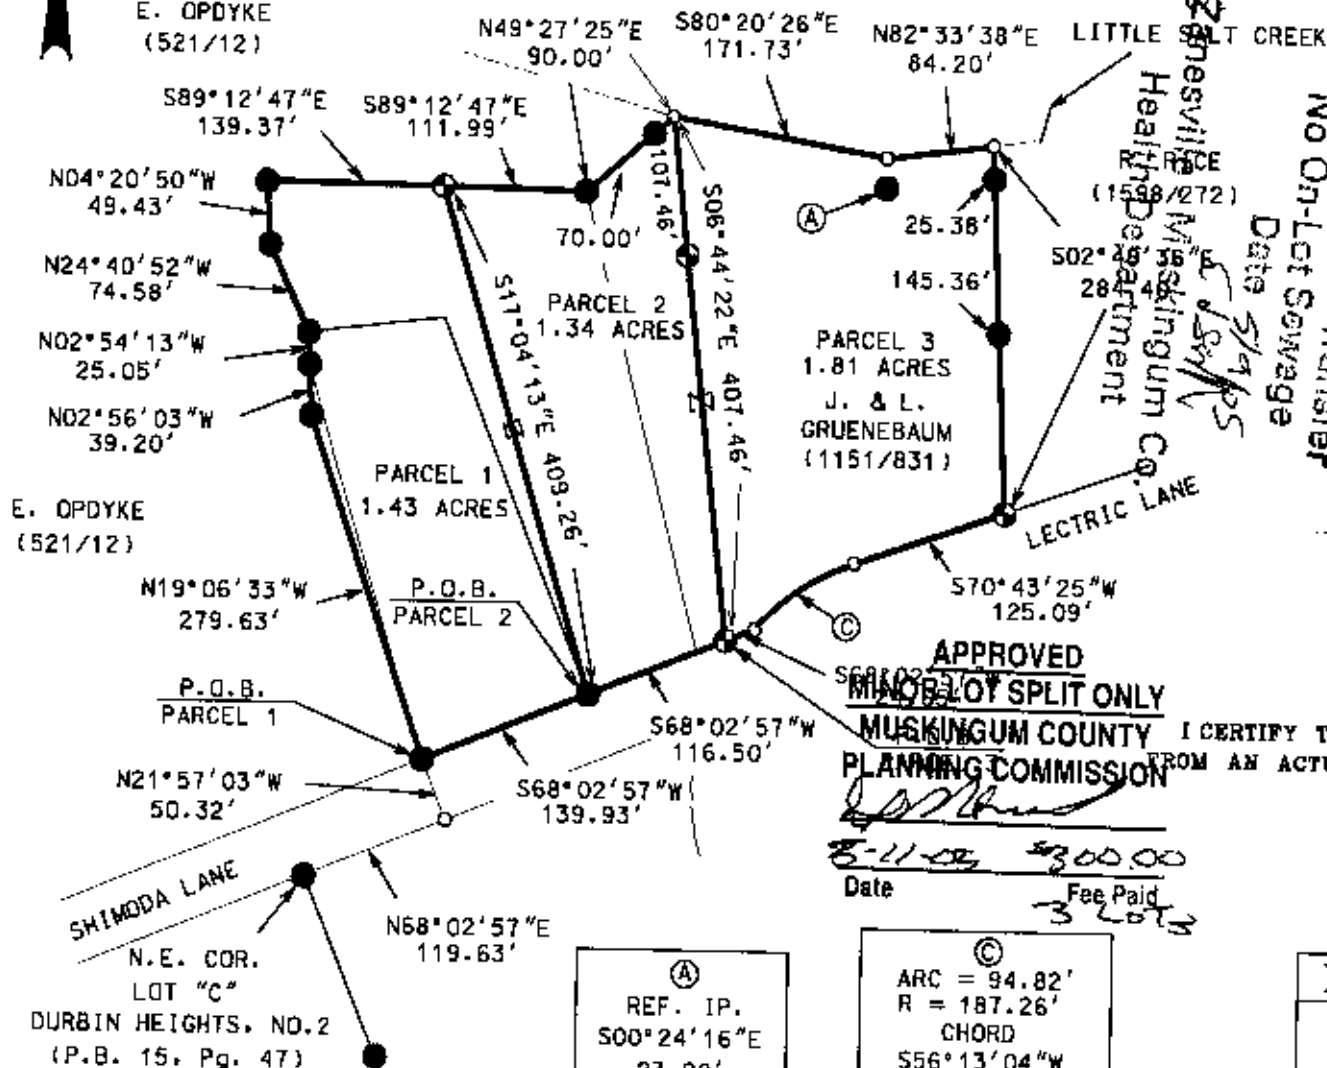 E. OPDYKE
(521/12)
N49°27'25"E
90.00'
S80°20'26"E
171.73'
N82°33'38"E
84.20'
LITTLE SALT CREEK
S89°12'47"E
139.37'
S89°12'47"E
111.99'
N04°20'50"W
49.43'
N24°40'52"W
74.58'
N02°54'13"W
25.05'
N02°56'03"W
39.20'
70.00'
107.46'
S06°44'22"E 407.46'
S17°04'13"E 409.26'
PARCEL 2
1.34 ACRES
PARCEL 1
1.43 ACRES
Ⓐ
25.38'
145.36'
(1598/272)
PARCEL 3
1.81 ACRES
J. & L.
GRUENEBAUM
(1151/831)
Zanesville Muskingum Co.
Health Department
No On-Lot Sewage
Date 5/9/05
E. OPDYKE
(521/12)
N19°06'33"W
279.63'
P.O.B.
PARCEL 2
P.O.B.
PARCEL 1
LECTRIC LANE
S70°43'25"W
125.09'
Ⓒ
APPROVED
MINOR LOT SPLIT ONLY
MUSKINGUM COUNTY
PLANNING COMMISSION
I CERTIFY T
FROM AN ACTU
300.00
Date
Fee Paid
3 Lots
S68°02'57"W
116.50'
S68°02'57"W
139.93'
N21°57'03"W
50.32'
SHIMODA LANE
N68°02'57"E
119.63'
N.E. COR.
LOT "C"
DURBIN HEIGHTS, NO.2
(P.B. 15, Pg. 47)
Ⓐ
REF. IP.
S00°24'16"E
Ⓒ
ARC = 94.82'
R = 187.26'
CHORD
S56°13'04"W